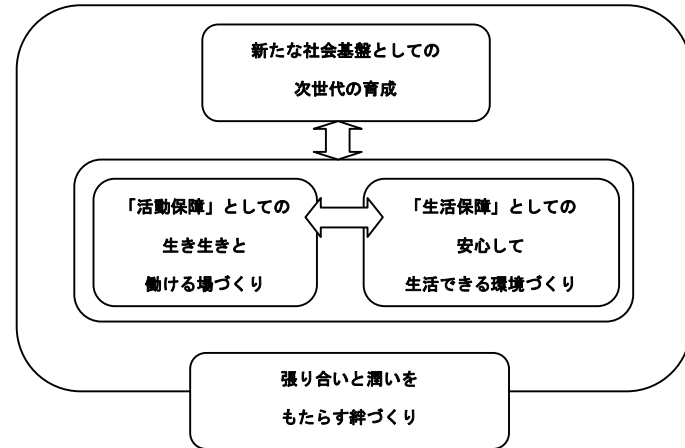 新たな社会基盤としての
次世代の育成
「活動保障」としての
生き生きと
働ける場づくり
「生活保障」としての
安心して
生活できる環境づくり
張り合いと潤いを
もたらす絆づくり